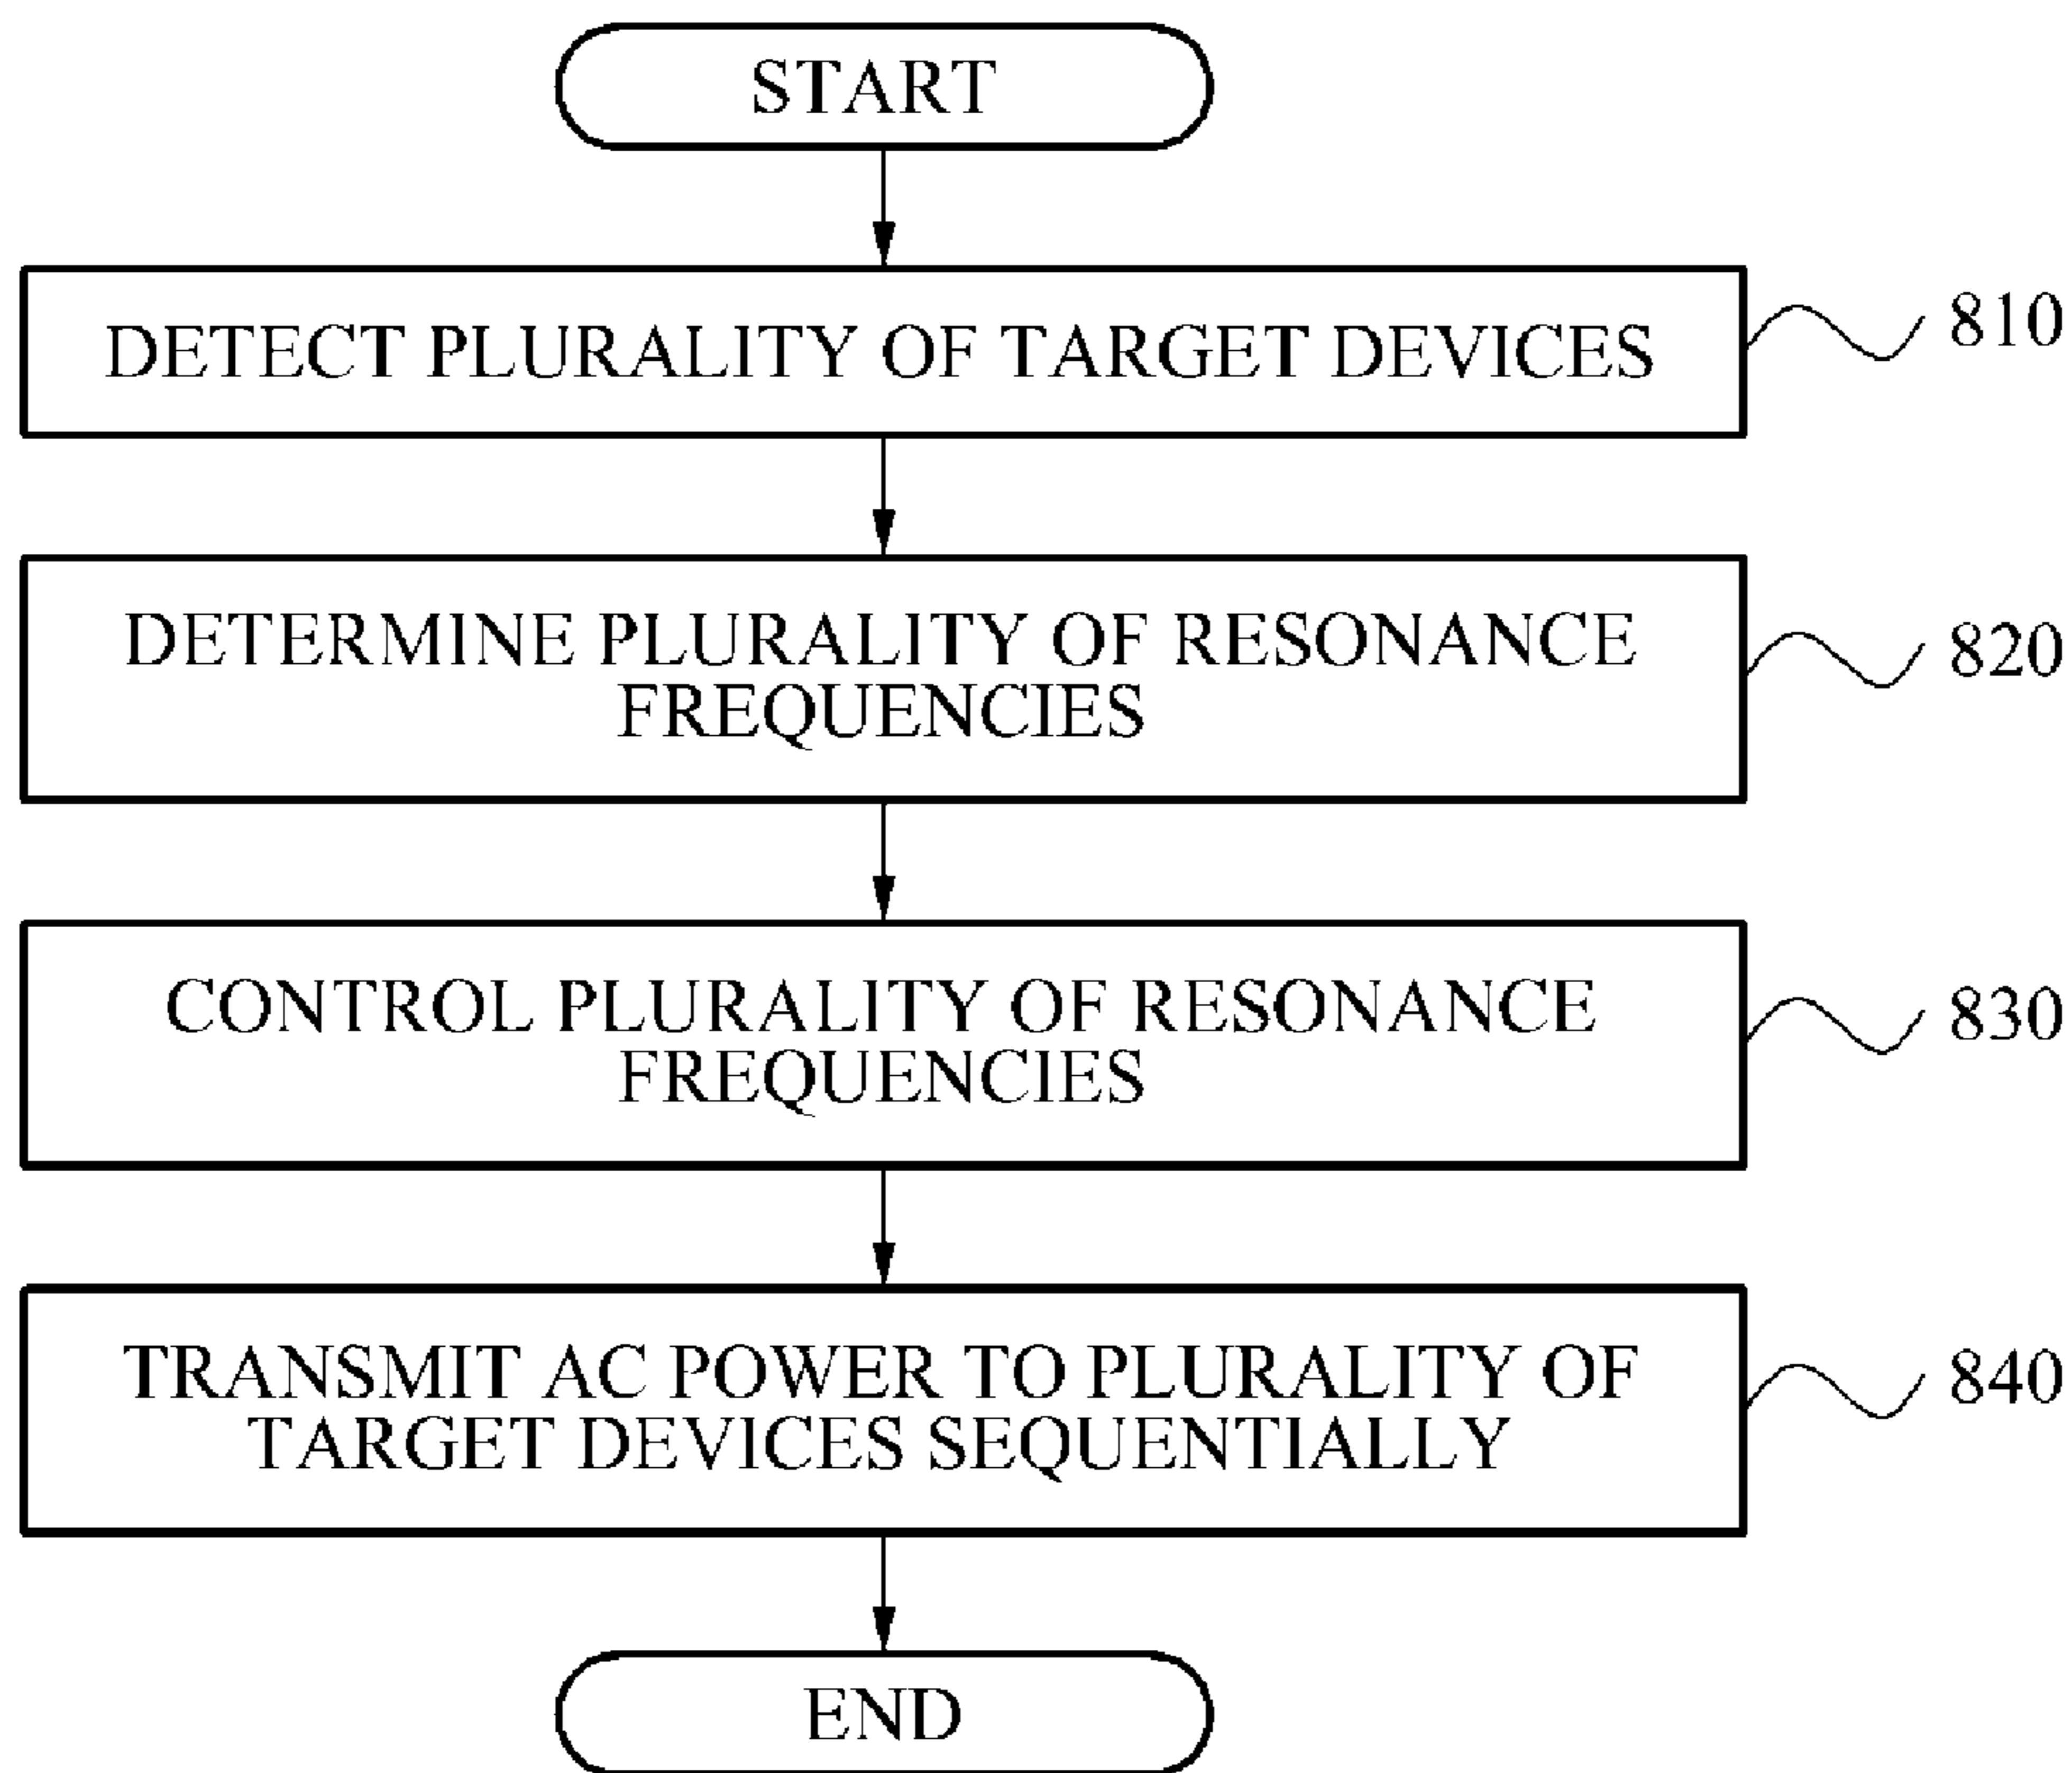 START
DETECT PLURALITY OF TARGET DEVICES
810
DETERMINE PLURALITY OF RESONANCE
FREQUENCIES
820
CONTROL PLURALITY OF RESONANCE
FREQUENCIES
830
TRANSMIT AC POWER TO PLURALITY OF
TARGET DEVICES SEQUENTIALLY
840
END